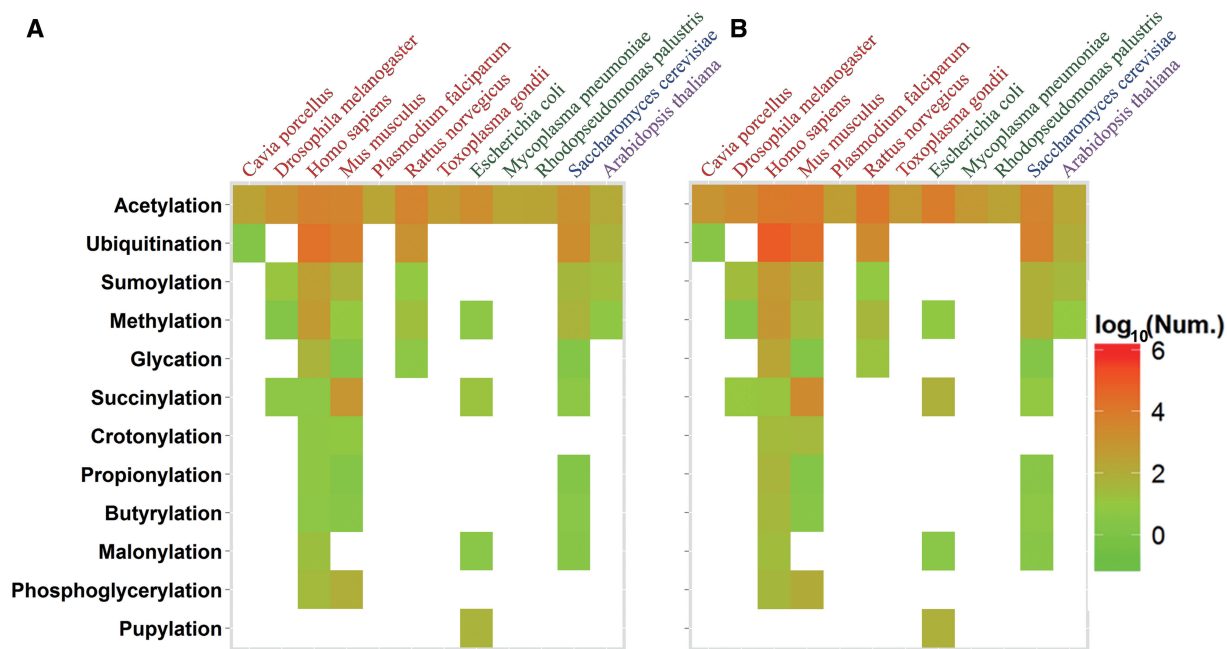 A
Cavia porcellus
Drosophila melanogaster
Homo sapiens
Mus musculus
Plasmodium falciparum
Rattus norvegicus
Toxoplasma gondii
Escherichia coli
Mycoplasma pneumoniae
Rhodopseudomonas palustris
Saccharomyces cerevisiae
Arabidopsis thaliana
B
Cavia porcellus
Drosophila melanogaster
Homo sapiens
Mus musculus
Plasmodium falciparum
Rattus norvegicus
Toxoplasma gondii
Escherichia coli
Mycoplasma pneumoniae
Rhodopseudomonas palustris
Saccharomyces cerevisiae
Arabidopsis thaliana
Acetylation
Ubiquitination
Sumoylation
Methylation
Glycation
Succinylation
Crotonylation
Propionylation
Butyrylation
Malonylation
Phosphoglycerylation
Pupylation
log10(Num.)
6
4
2
0